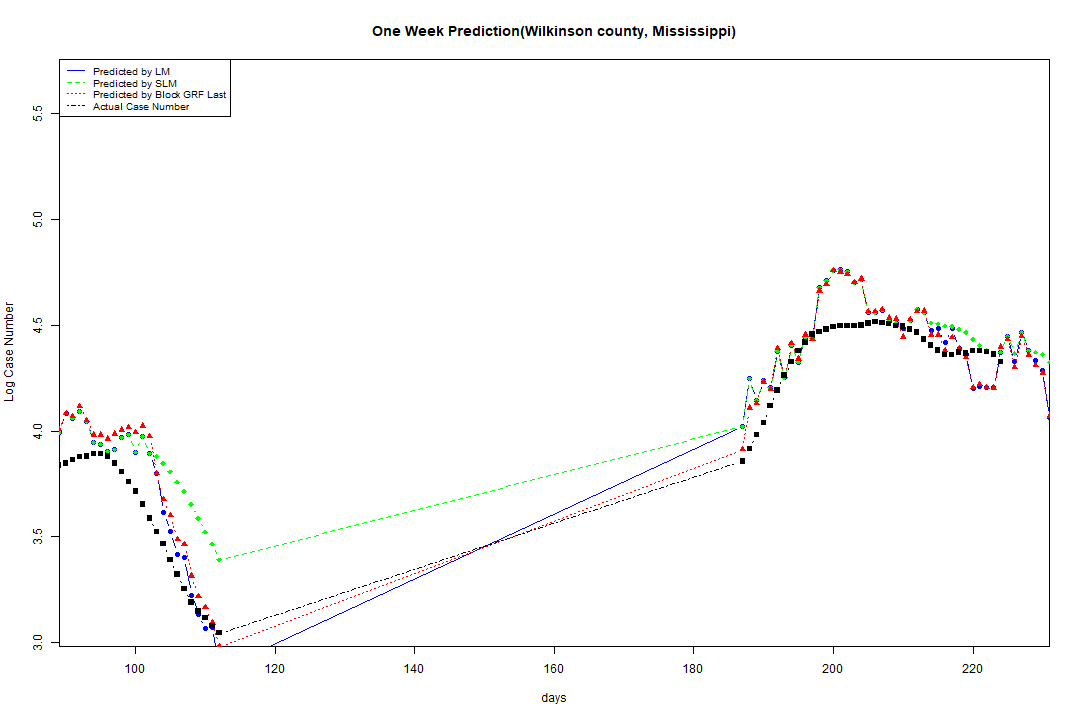 One Week Prediction(Wilkinson county, Mississippi)
Predicted by LM
Predicted by SLM
Predicted by Block GRF Last
Actual Case Number
Log Case Number
5.5
5.0
4.5
4.0
3.5
3.0
100 120 140 160 180 200 220
days